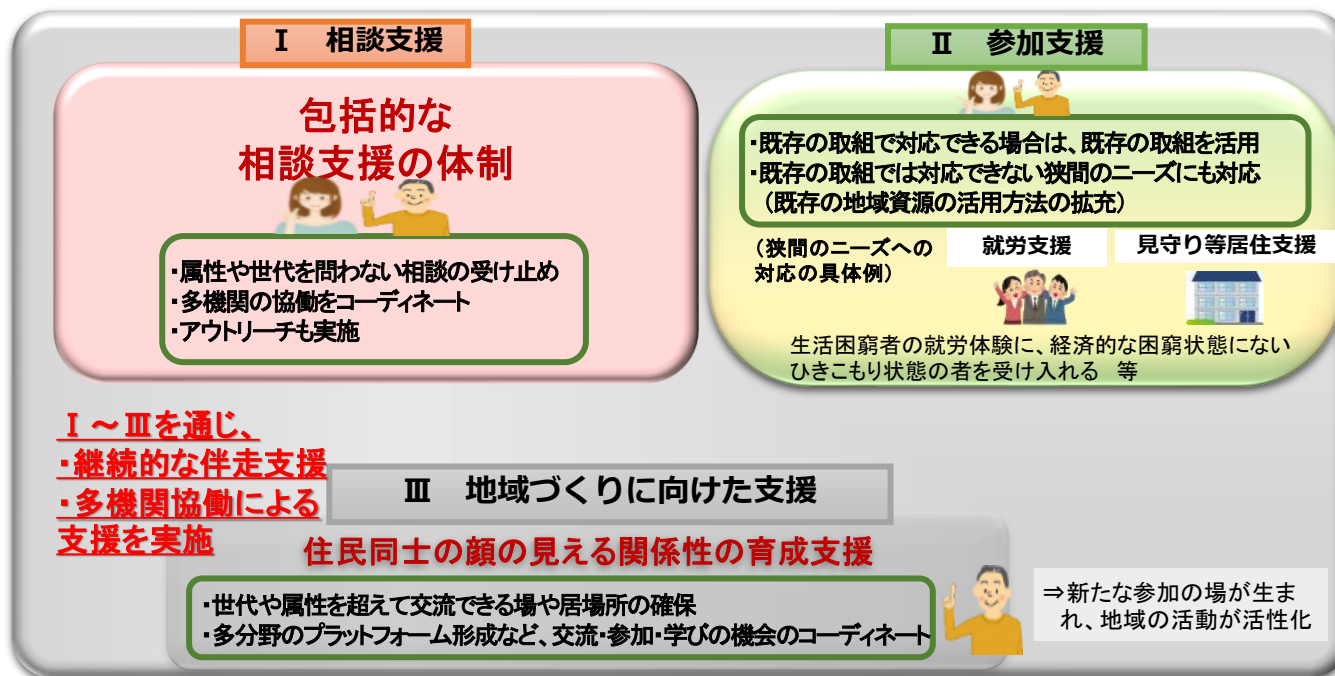 Ⅰ 相談支援
包括的な
相談支援の体制
・属性や世代を問わない相談の受け止め
・多機関の協働をコーディネート
・アウトリーチも実施
Ⅱ 参加支援
・既存の取組で対応できる場合は、既存の取組を活用
・既存の取組では対応できない狭間のニーズにも対応
（既存の地域資源の活用方法の拡充）
（狭間のニーズへの
対応の具体例）
就労支援
見守り等居住支援
生活困窮者の就労体験に、経済的な困窮状態にない
ひきこもり状態の者を受け入れる 等
Ⅰ～Ⅲを通じ、
・継続的な伴走支援
・多機関協働による
支援を実施
Ⅲ 地域づくりに向けた支援
住民同士の顔の見える関係性の育成支援
・世代や属性を超えて交流できる場や居場所の確保
・多分野のプラットフォーム形成など、交流・参加・学びの機会のコーディネート
⇒新たな参加の場が生ま
れ、地域の活動が活性化